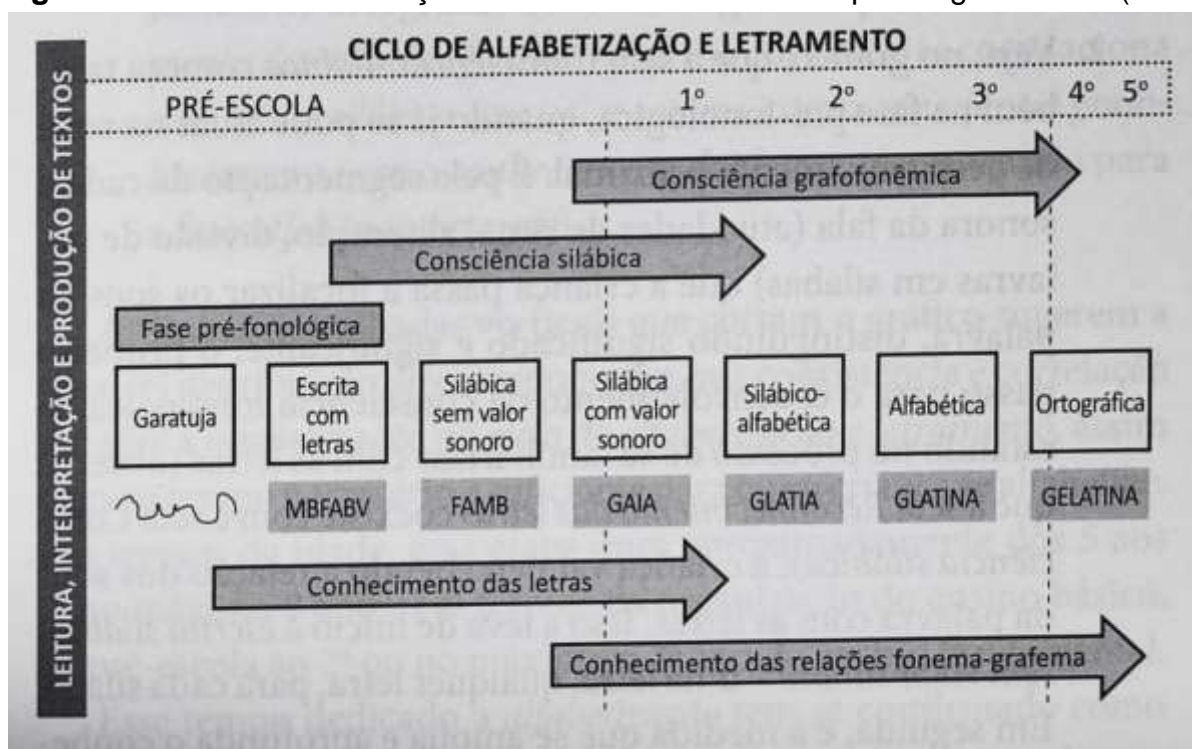 CICLO DE ALFABETIZAÇÃO E LETRAMENTO
LEITURA, INTERPRETAÇÃO E PRODUÇÃO DE TEXTOS
PRÉ-ESCOLA 1º 2º 3º 4º 5º
Consciência grafofonêmica
Consciência silábica
Fase pré-fonológica
Garatuja
Escrita
com
letras
Silábica
sem valor
sonoro
Silábica
com valor
sonoro
Silábico-
alfabética
Alfabética
Ortográfica
MBFABV
FAMB
GAIA
GLATIA
GLATINA
GELATINA
Conhecimento das letras
Conhecimento das relações fonema-grafema